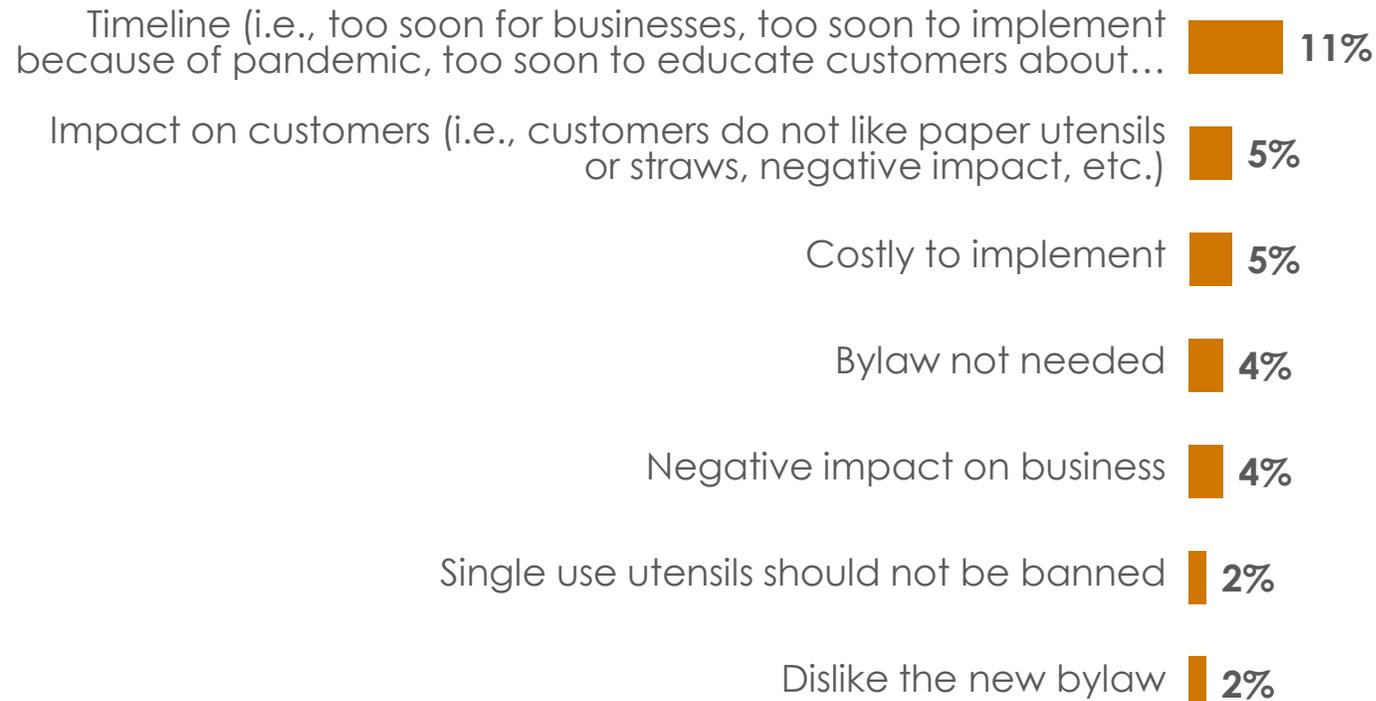 Timeline (i.e., too soon for businesses, too soon to implement
because of pandemic, too soon to educate customers about…
11%
Impact on customers (i.e., customers do not like paper utensils
or straws, negative impact, etc.)
5%
Costly to implement
5%
Bylaw not needed
4%
Negative impact on business
4%
Single use utensils should not be banned
2%
Dislike the new bylaw
2%